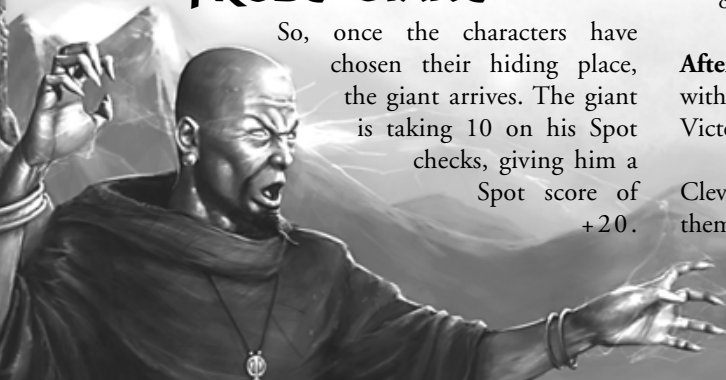 So, once the characters have
chosen their hiding place,
the giant arrives. The giant
is taking 10 on his Spot
checks, giving him a
Spot score of
+20.
with